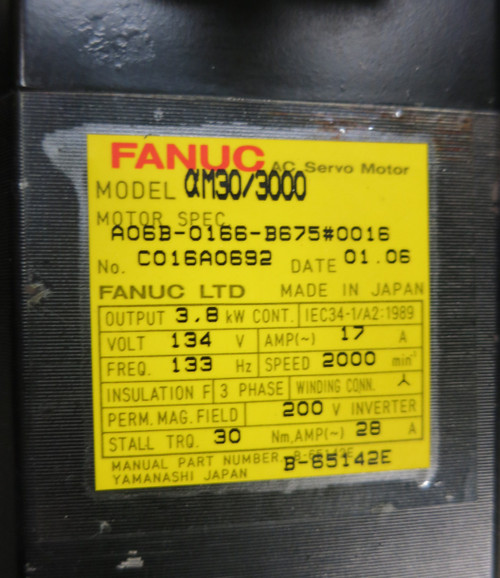 FANUC AC Servo Motor
MODEL αM30/3000
MOTOR SPEC.
A06B-0166-B675#0016
No. C016A0692 DATE 01.06
FANUC LTD MADE IN JAPAN
OUTPUT 3.8 kW CONT. IEC34-1/A2:1989
VOLT 134 V AMP(~) 17 A
FREQ. 133 Hz SPEED 2000 min⁻¹
INSULATION F 3 PHASE WINDING CONN. ⅄
PERM. MAG. FIELD 200 V INVERTER
STALL TRQ. 30 Nm, AMP(~) 28 A
MANUAL PART NUMBER B-65142E B-65142E
YAMANASHI JAPAN